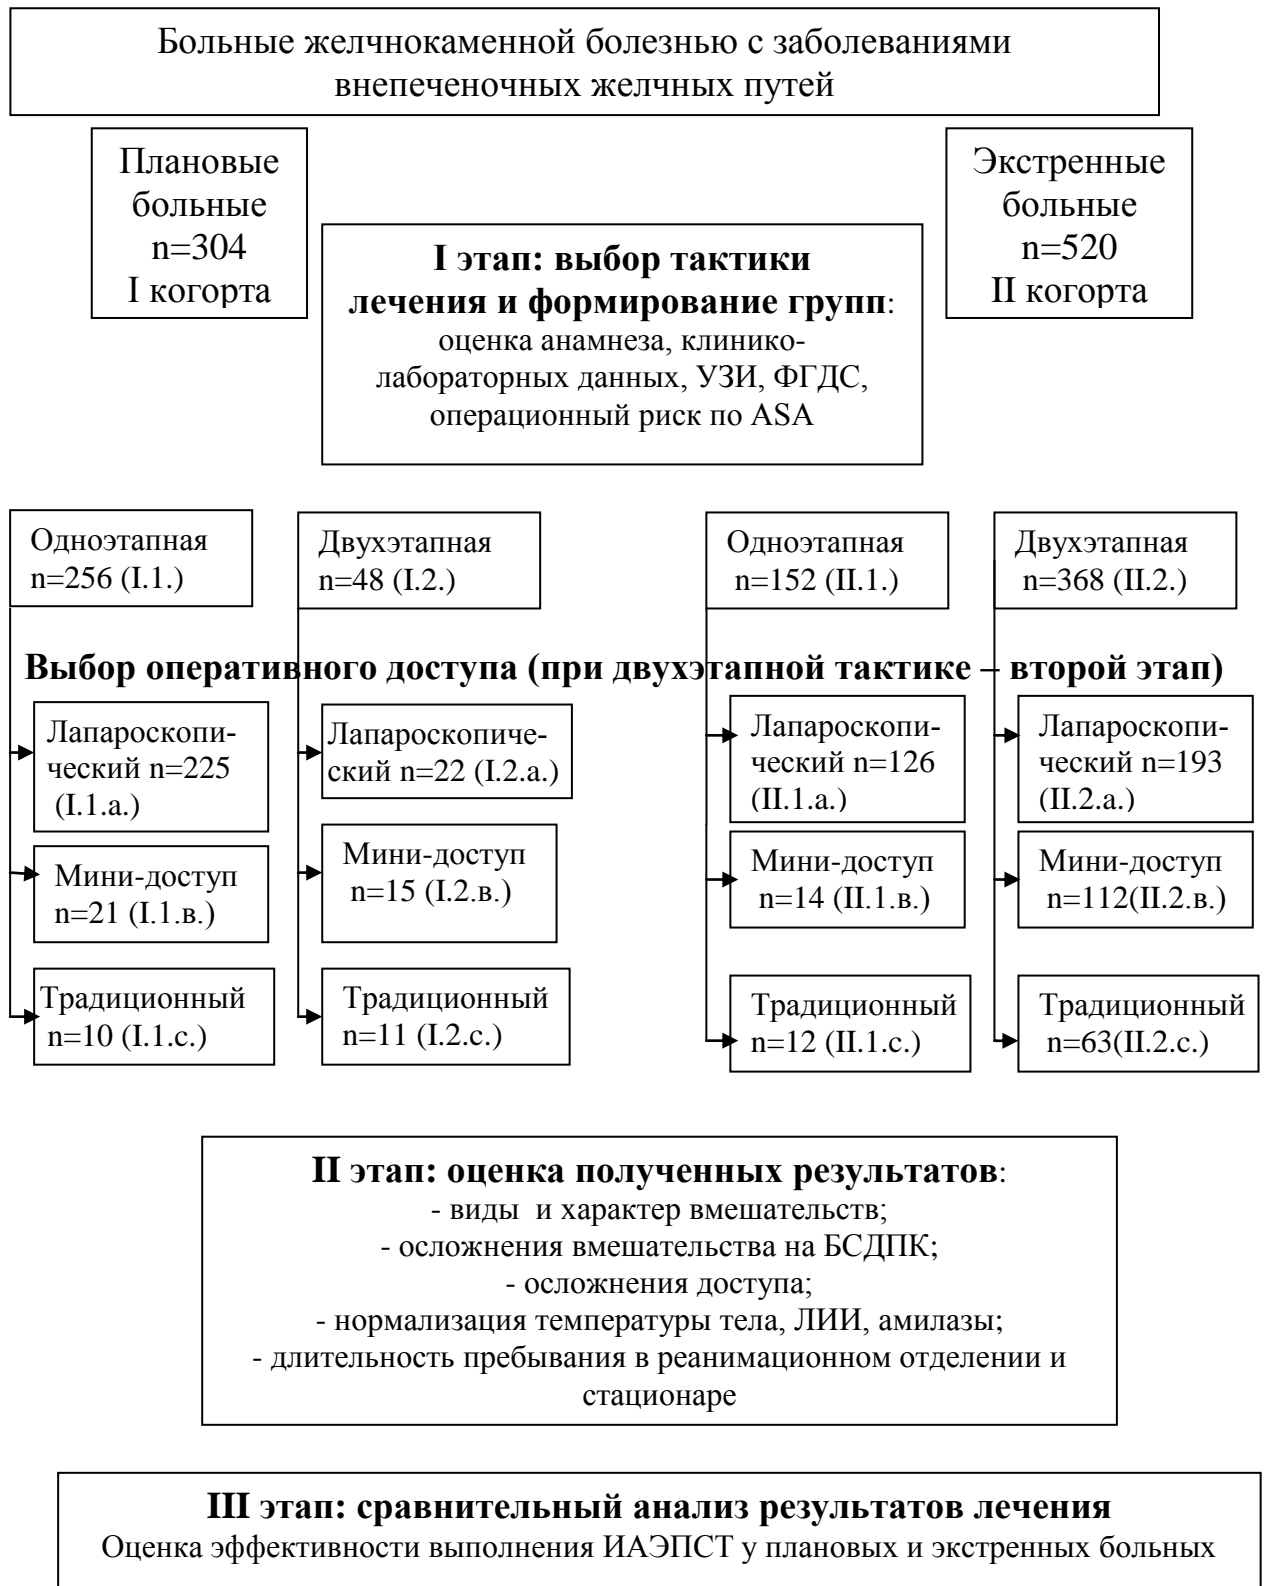 Больные желчнокаменной болезнью с заболеваниями
внепеченочных желчных путей
Плановые
больные
n=304
I когорта
Экстренные
больные
n=520
II когорта
I этап: выбор тактики
лечения и формирование групп:
оценка анамнеза, клинико-
лабораторных данных, УЗИ, ФГДС,
операционный риск по ASA
Одноэтапная
n=256 (I.1.)
Двухэтапная
n=48 (I.2.)
Одноэтапная
n=152 (II.1.)
Двухэтапная
n=368 (II.2.)
Выбор оперативного доступа (при двухэтапной тактике – второй этап)
Лапароскопи-
ческий n=225
(I.1.а.)
Лапароскопиче-
ский n=22 (I.2.а.)
Лапароскопи-
ческий n=126
(II.1.а.)
Лапароскопи-
ческий n=193
(II.2.а.)
Мини-доступ
n=21 (I.1.в.)
Мини-доступ
n=15 (I.2.в.)
Мини-доступ
n=14 (II.1.в.)
Мини-доступ
n=112(II.2.в.)
Традиционный
n=10 (I.1.с.)
Традиционный
n=11 (I.2.с.)
Традиционный
n=12 (II.1.с.)
Традиционный
n=63(II.2.с.)
II этап: оценка полученных результатов:
- виды и характер вмешательств;
- осложнения вмешательства на БСДПК;
- осложнения доступа;
- нормализация температуры тела, ЛИИ, амилазы;
- длительность пребывания в реанимационном отделении и
стационаре
III этап: сравнительный анализ результатов лечения
Оценка эффективности выполнения ИАЭПСТ у плановых и экстренных больных